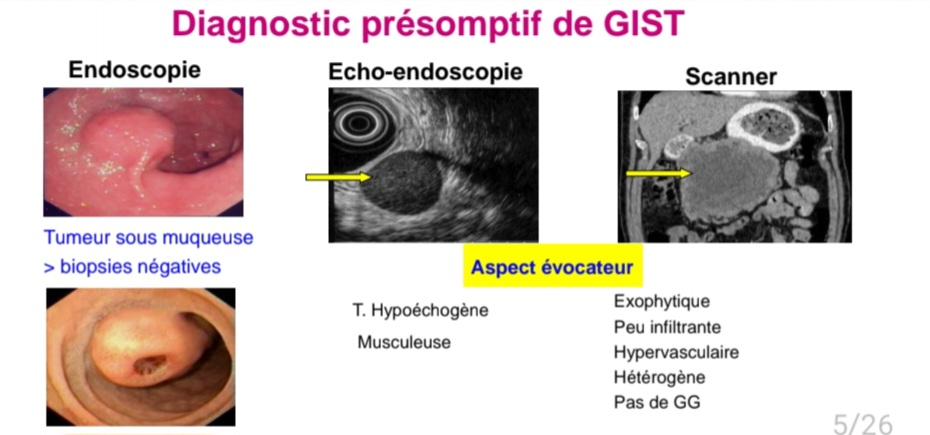 Diagnostic présomptif de GIST
Endoscopie
Echo-endoscopie
Scanner
Tumeur sous muqueuse
> biopsies négatives
Aspect évocateur
T. Hypoéchogène
Musculeuse
Exophytique
Peu infiltrante
Hypervasculaire
Hétérogène
Pas de GG
5/26